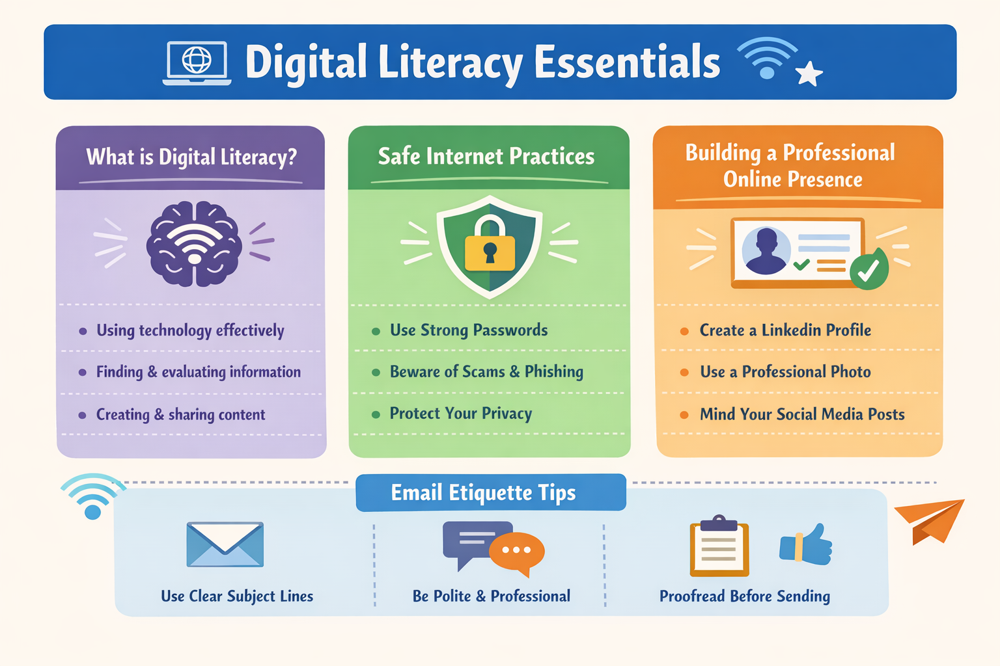 Digital Literacy Essentials
What is Digital Literacy?
Using technology effectively
Finding & evaluating information
Creating & sharing content
Safe Internet Practices
Use Strong Passwords
Beware of Scams & Phishing
Protect Your Privacy
Building a Professional
Online Presence
Create a Linkedin Profile
Use a Professional Photo
Mind Your Social Media Posts
Email Etiquette Tips
Use Clear Subject Lines
Be Polite & Professional
Proofread Before Sending